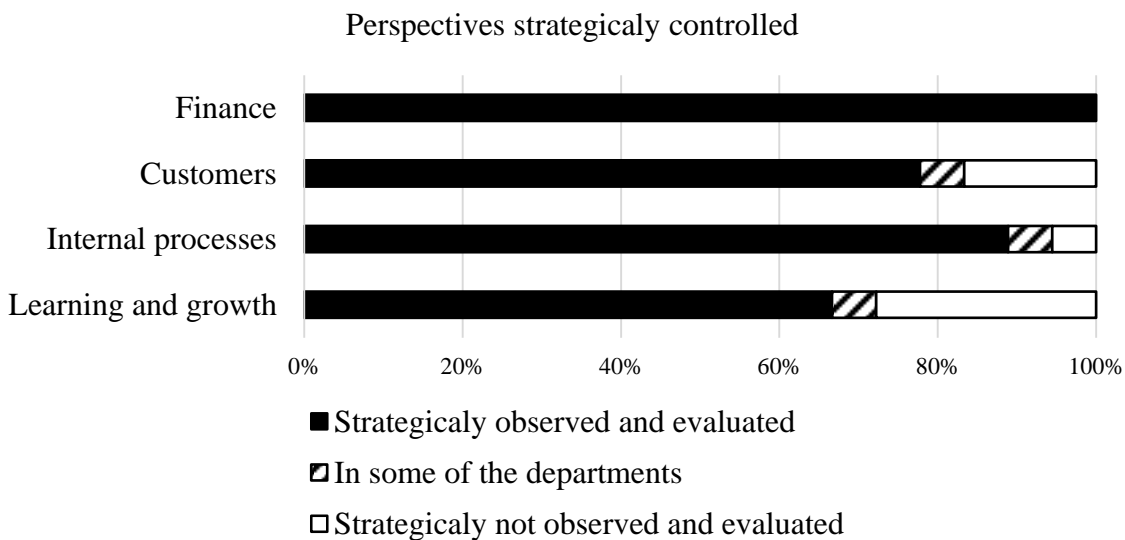 Perspectives strategicaly controlled
Finance
Customers
Internal processes
Learning and growth
0% 20% 40% 60% 80% 100%
Strategicaly observed and evaluated
In some of the departments
Strategicaly not observed and evaluated